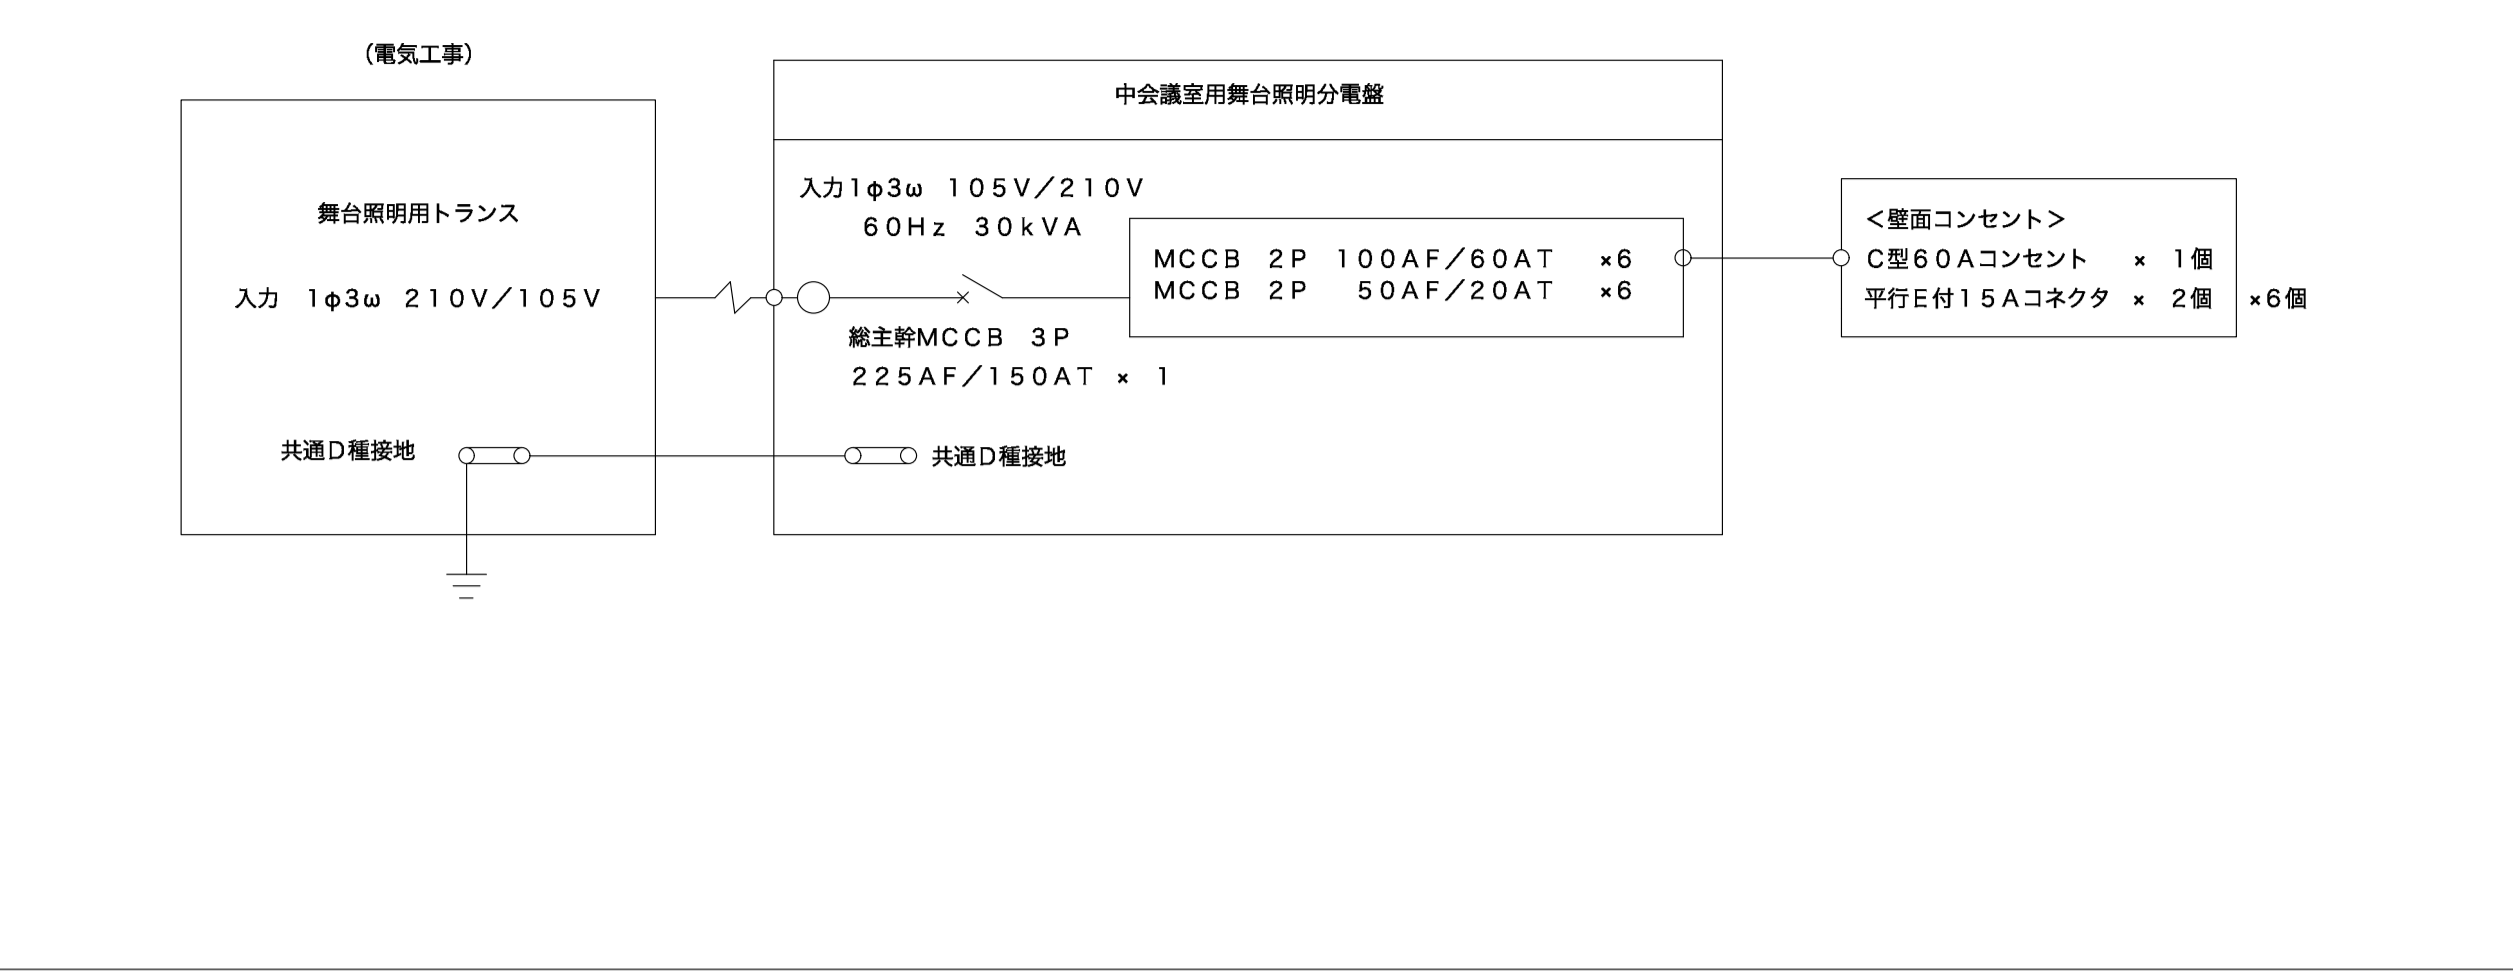 （電気工事）
舞台照明用トランス
入力　１φ３ω　２１０Ｖ／１０５Ｖ
共通Ｄ種接地
中会議室用舞台照明分電盤
入力１φ３ω　１０５Ｖ／２１０Ｖ
６０Ｈｚ　３０ｋＶＡ
総主幹ＭＣＣＢ　３Ｐ
２２５ＡＦ／１５０ＡＴ　×　１
ＭＣＣＢ　２Ｐ　１００ＡＦ／６０ＡＴ　×６
ＭＣＣＢ　２Ｐ　５０ＡＦ／２０ＡＴ　×６
共通Ｄ種接地
＜壁面コンセント＞
Ｃ型６０Ａコンセント　×　１個
平行Ｅ付１５Ａコネクタ　×　２個　×６個